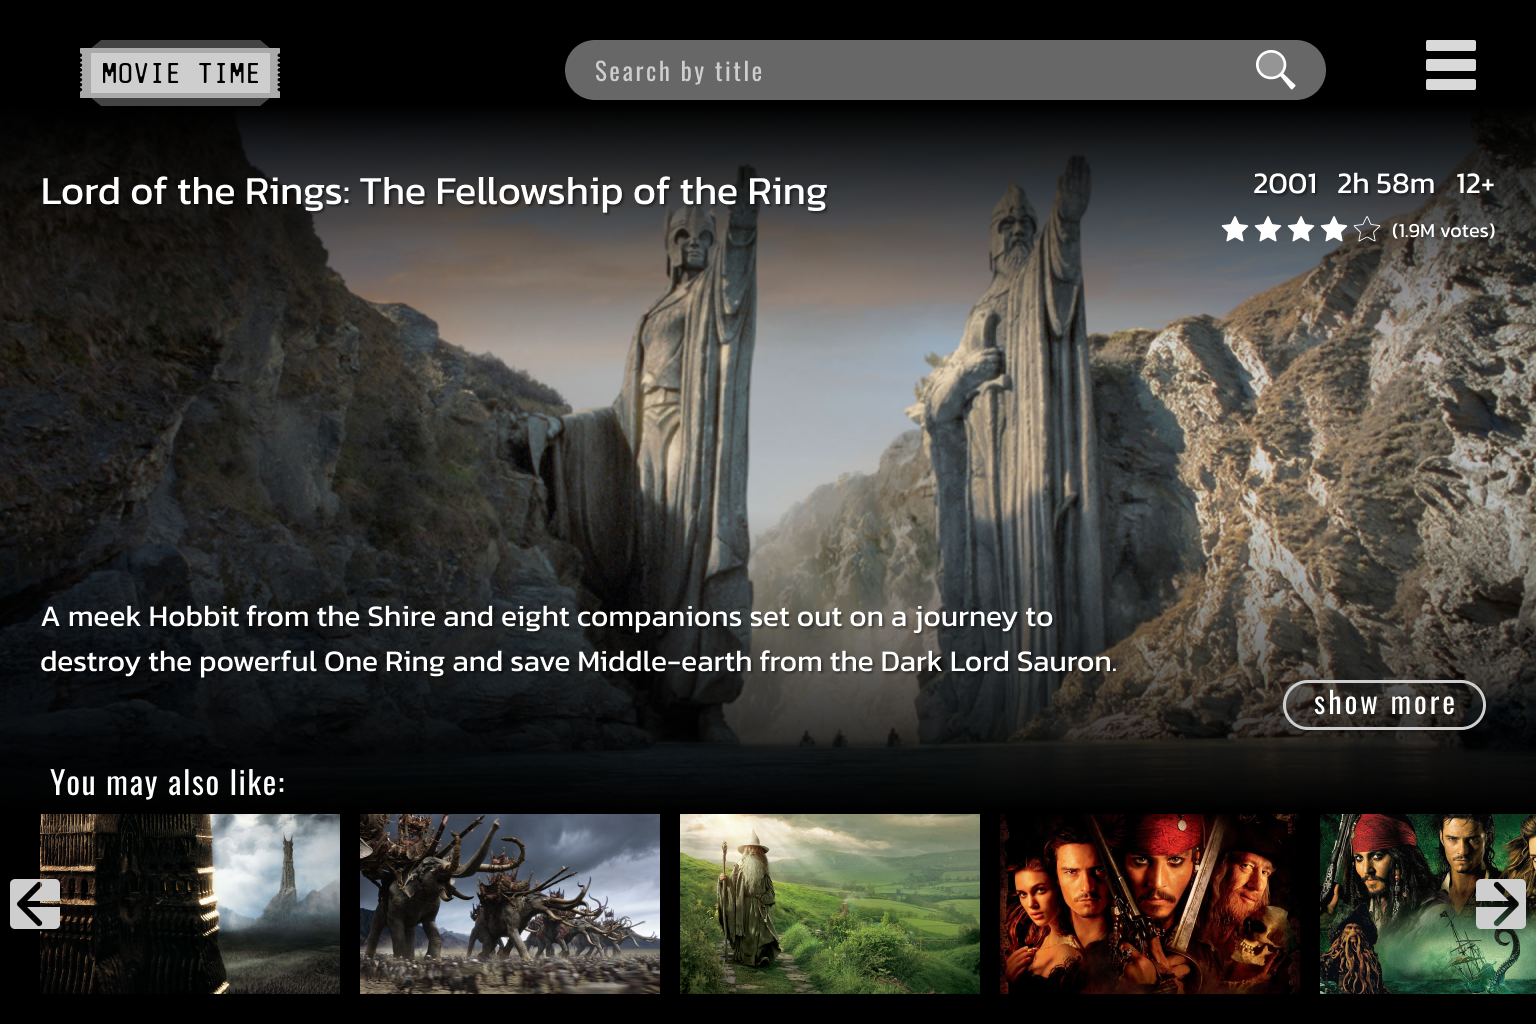 MOVIE TIME
Search by title
Lord of the Rings: The Fellowship of the Ring
2001 2h 58m 12+
(1.9M votes)
A meek Hobbit from the Shire and eight companions set out on a journey to
destroy the powerful One Ring and save Middle-earth from the Dark Lord Sauron.
show more
You may also like: